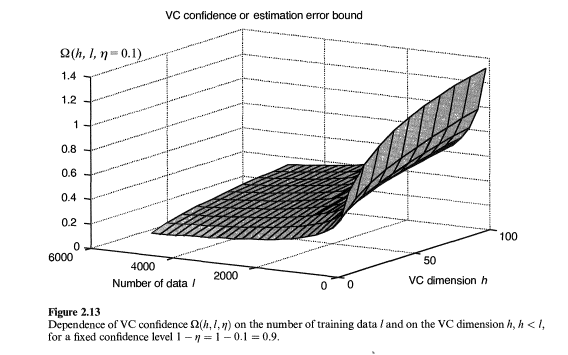 VC confidence or estimation error bound
Ω(h, l, η = 0.1)
1.4
1.2
1
0.8
0.6
0.4
0.2
0
6000
4000
2000
0
0
50
100
Number of data l
VC dimension h
Figure 2.13
Dependence of VC confidence Ω(h, l, η) on the number of training data l and on the VC dimension h, h < l,
for a fixed confidence level 1 − η = 1 − 0.1 = 0.9.